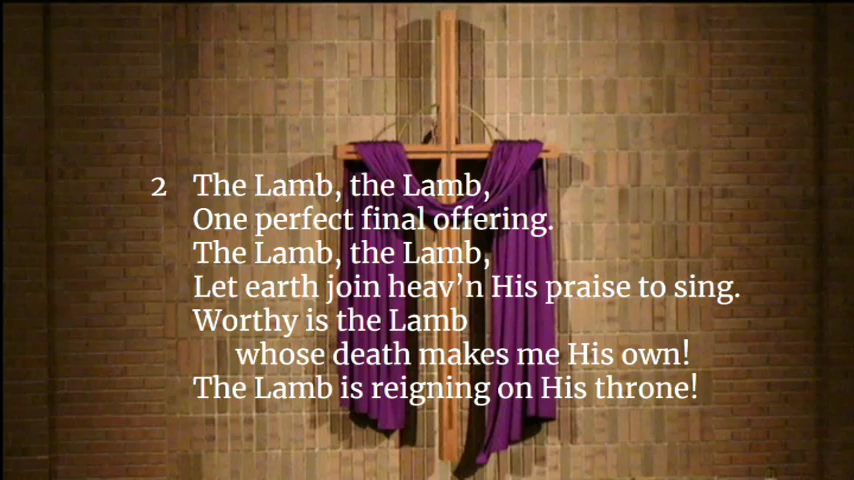 2 The Lamb, the Lamb,
One perfect final offering.
The Lamb, the Lamb,
Let earth join heav’n His praise to sing.
Worthy is the Lamb
whose death makes me His own!
The Lamb is reigning on His throne!